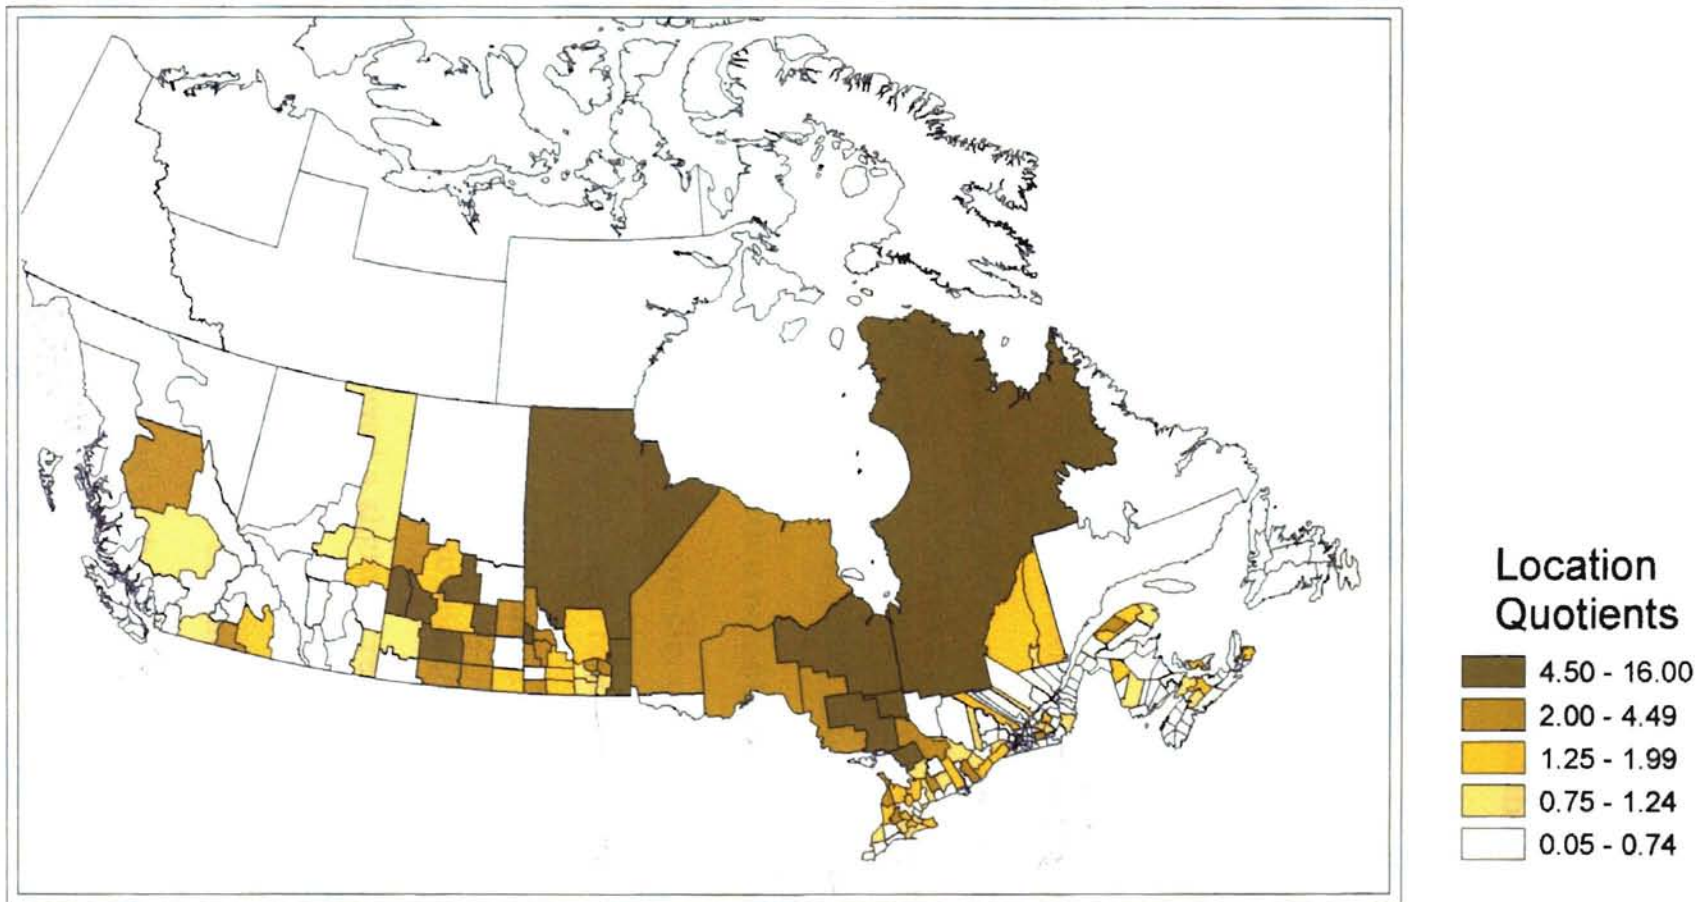 Location
Quotients
4.50 - 16.00
2.00 - 4.49
1.25 - 1.99
0.75 - 1.24
0.05 - 0.74